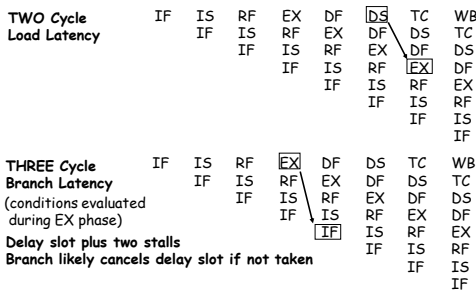 TWO Cycle IF IS RF EX DF DS TC WB
Load Latency IF IS RF EX DF DS TC
IF IS RF EX DF DS
IF IS RF EX DF
IF IS RF EX
IF IS RF
IF IS
IF
THREE Cycle IF IS RF EX DF DS TC WB
Branch Latency IF IS RF EX DF DS TC
(conditions evaluated IF IS RF EX DF DS
during EX phase) IF IS RF EX DF
Delay slot plus two stalls IF IS RF EX
Branch likely cancels delay slot if not taken IF IS RF
IF IS
IF